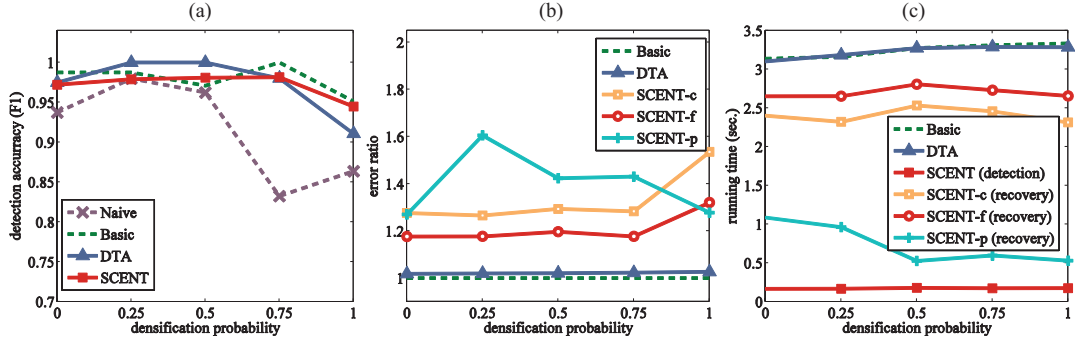 (a)
1
0.95
0.9
0.85
0.8
0.75
0.7
0
0.25
0.5
0.75
1
detection accurracy (F1)
densification probability
Naive
Basic
DTA
SCENT
(b)
2
1.8
1.6
1.4
1.2
1
0
0.25
0.5
0.75
1
error ratio
densification probability
Basic
DTA
SCENT-c
SCENT-f
SCENT-p
(c)
3.5
3
2.5
2
1.5
1
0.5
0
0
0.25
0.5
0.75
1
running time (sec.)
densification probability
Basic
DTA
SCENT (detection)
SCENT-c (recovery)
SCENT-f (recovery)
SCENT-p (recovery)